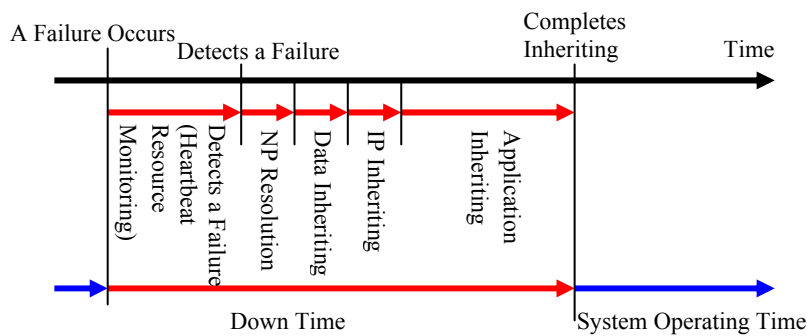 A Failure Occurs
Detects a Failure
Completes
Inheriting
Time
Detects a Failure
(Heartbeat
Resource
Monitoring)
NP Resolution
Data Inheriting
IP Inheriting
Application
Inheriting
Down Time
System Operating Time